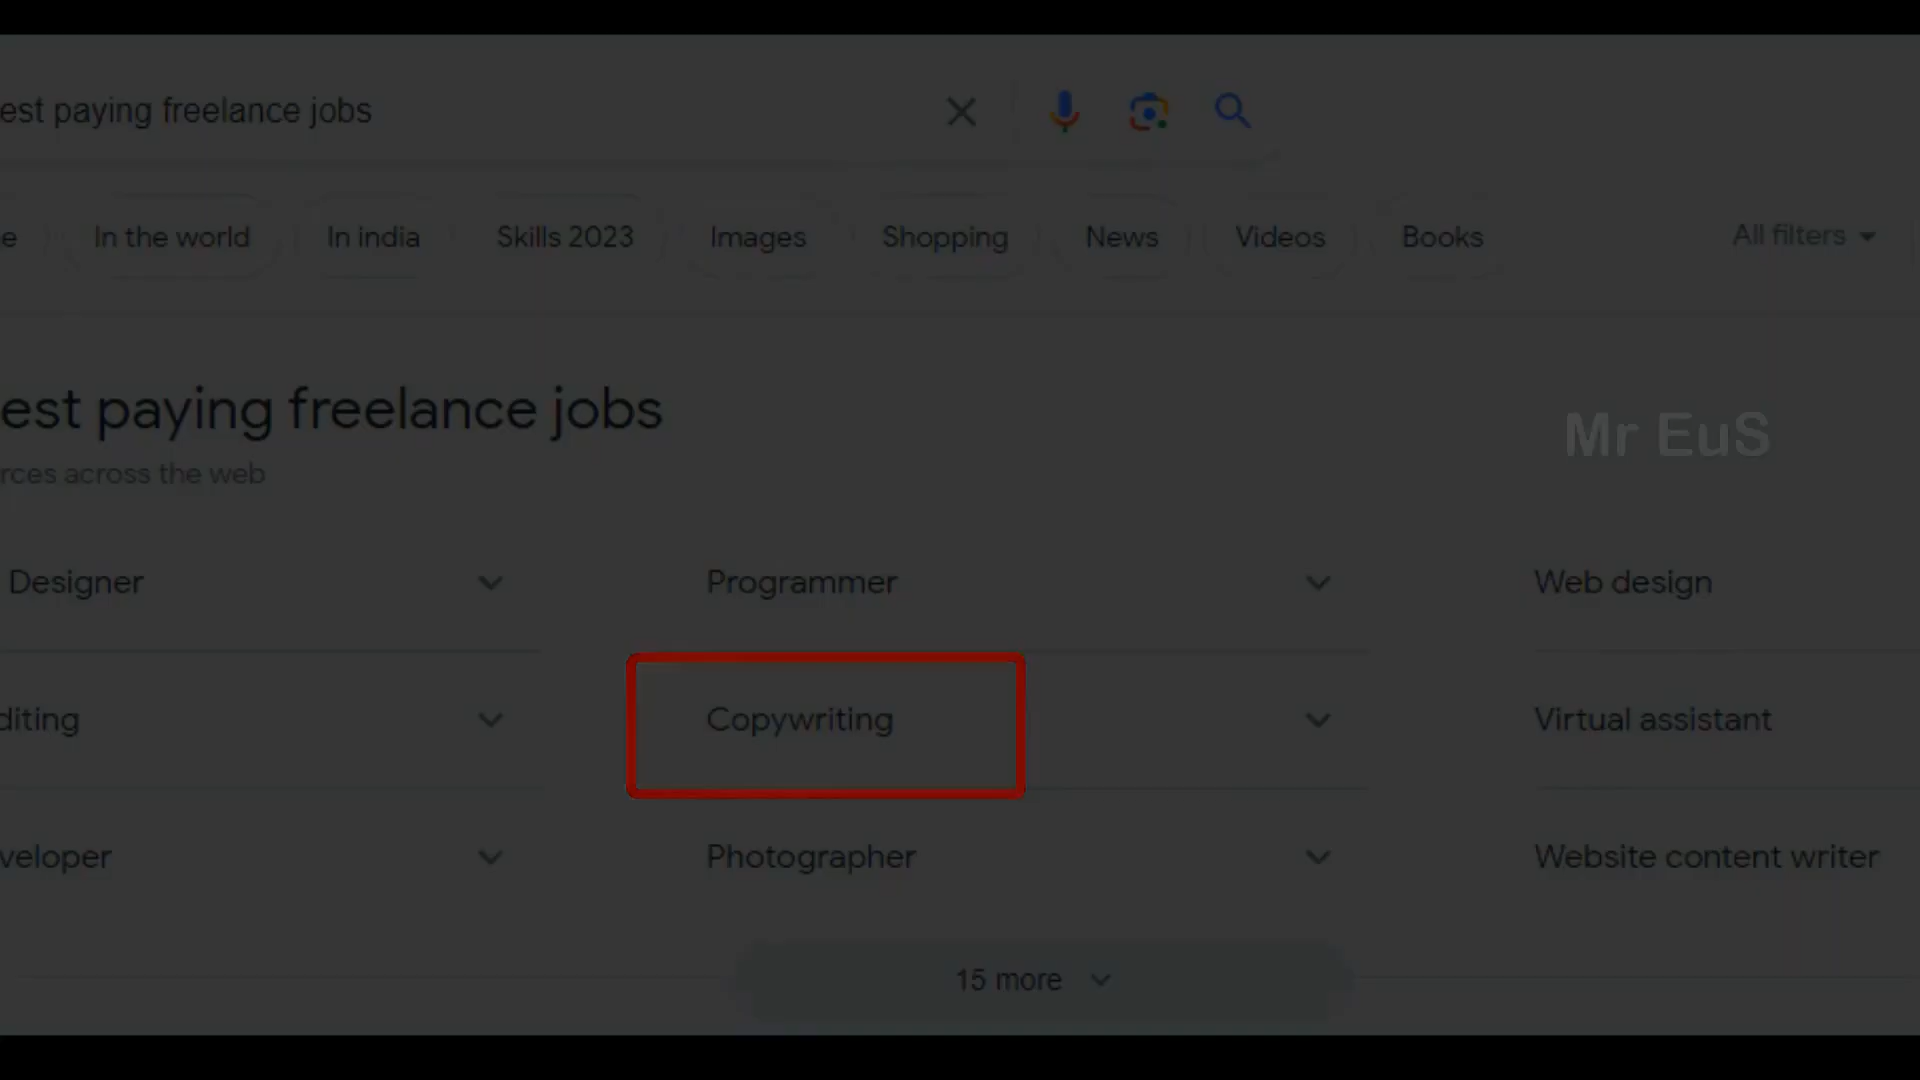 est paying freelance jobs
e In the world In india Skills 2023 Images Shopping News Videos Books All filters
est paying freelance jobs
rces across the web
Mr EuS
Designer Programmer Web design
diting Copywriting Virtual assistant
veloper Photographer Website content writer
15 more